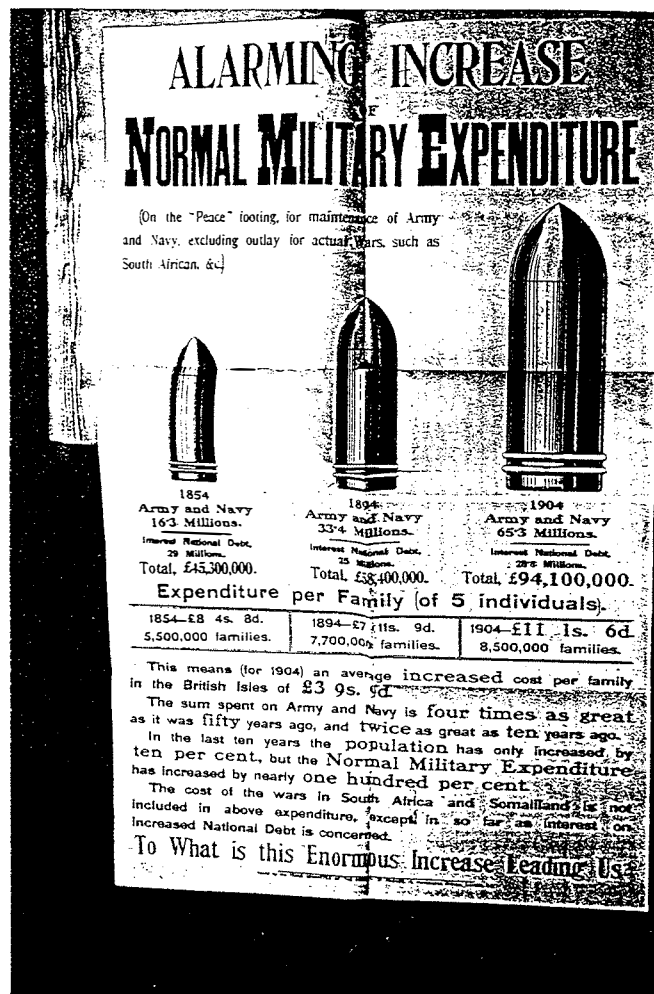 ALARMING INCREASE
OF
NORMAL MILITARY EXPENDITURE
(On the "Peace" footing, for maintenance of Army
and Navy, excluding outlay for actual Wars, such as
South African, &c)
1854
Army and Navy
16·3 Millions.
Interest National Debt,
29 Millions.
Total, £45,300,000.
1894
Army and Navy
33·4 Millions.
Interest National Debt,
25 Millions.
Total, £58,400,000.
1904
Army and Navy
65·3 Millions.
Interest National Debt,
28·8 Millions.
Total, £94,100,000.
Expenditure per Family (of 5 individuals).
1854—£8 4s. 8d.
5,500,000 families.
1894—£7 11s. 9d.
7,700,000 families.
1904—£11 1s. 6d.
8,500,000 families.
This means (for 1904) an average increased cost per family
in the British Isles of £3 9s. 9d.
The sum spent on Army and Navy is four times as great
as it was fifty years ago, and twice as great as ten years ago.
In the last ten years the population has only increased by
ten per cent., but the Normal Military Expenditure
has increased by nearly one hundred per cent.
The cost of the wars in South Africa and Somaliland is not
included in above expenditure, except in so far as interest on
increased National Debt is concerned.
To What is this Enormous Increase Leading Us?